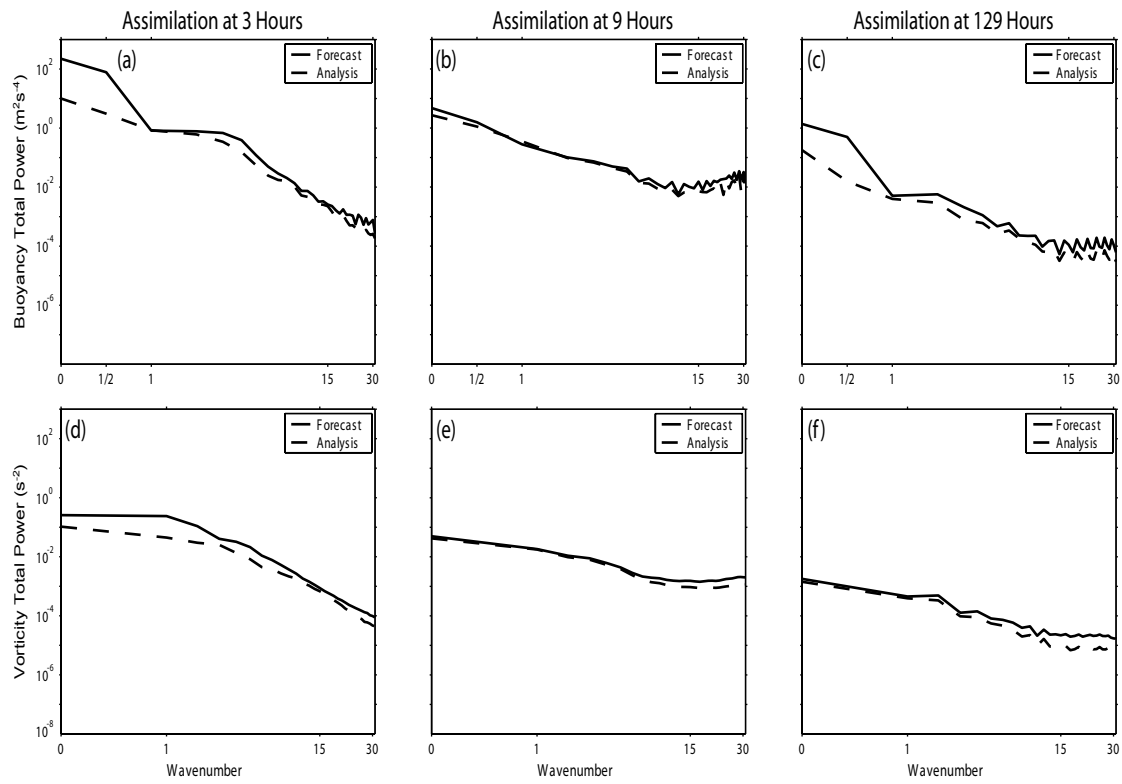 Assimilation at 3 Hours
Assimilation at 9 Hours
Assimilation at 129 Hours
Buoyancy Total Power (m²s⁻⁴)
10²
10⁰
10⁻²
10⁻⁴
10⁻⁶
(a)
Forecast
Analysis
0 1/2 1 15 30
(b)
Forecast
Analysis
0 1/2 1 15 30
(c)
Forecast
Analysis
0 1/2 1 15 30
Vorticity Total Power (s⁻²)
10²
10⁰
10⁻²
10⁻⁴
10⁻⁶
10⁻⁸
(d)
Forecast
Analysis
0 1 15 30
Wavenumber
(e)
Forecast
Analysis
0 1 15 30
Wavenumber
(f)
Forecast
Analysis
0 1 15 30
Wavenumber